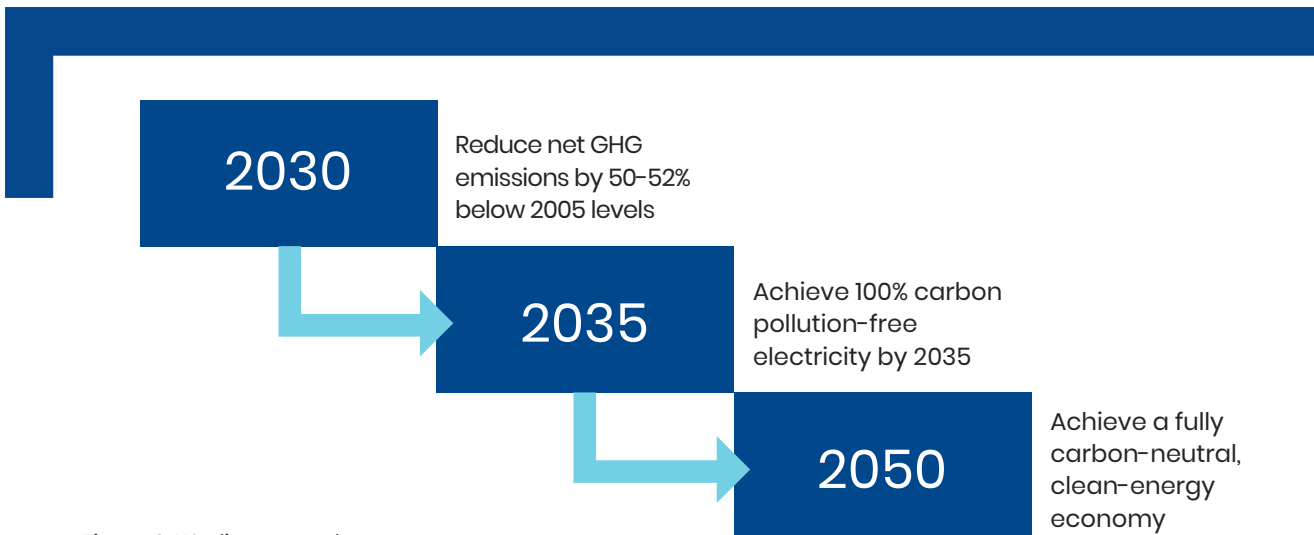 2030
Reduce net GHG
emissions by 50-52%
below 2005 levels
2035
Achieve 100% carbon
pollution-free
electricity by 2035
2050
Achieve a fully
carbon-neutral,
clean-energy
economy